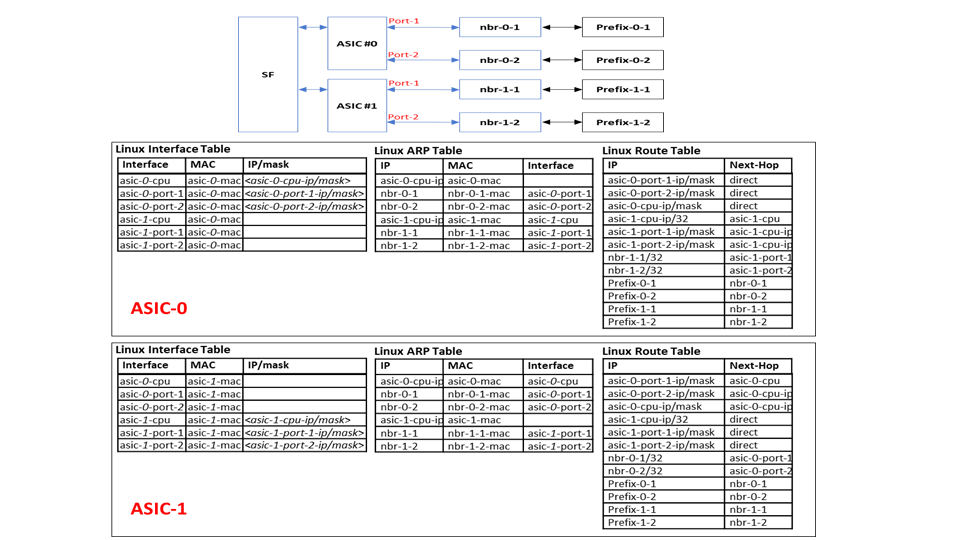 SF
ASIC #0
Port-1
nbr-0-1
Prefix-0-1
Port-2
nbr-0-2
Prefix-0-2
ASIC #1
Port-1
nbr-1-1
Prefix-1-1
Port-2
nbr-1-2
Prefix-1-2
Linux Interface Table
Interface MAC IP/mask
asic-0-cpu asic-0-mac <asic-0-cpu-ip/mask>
asic-0-port-1 asic-0-mac <asic-0-port-1-ip/mask>
asic-0-port-2 asic-0-mac <asic-0-port-2-ip/mask>
asic-1-cpu asic-0-mac
asic-1-port-1 asic-0-mac
asic-1-port-2 asic-0-mac
Linux ARP Table
IP MAC Interface
asic-0-cpu-ip asic-0-mac
nbr-0-1 nbr-0-1-mac asic-0-port-1
nbr-0-2 nbr-0-2-mac asic-0-port-2
asic-1-cpu-ip asic-1-mac asic-1-cpu
nbr-1-1 nbr-1-1-mac asic-1-port-1
nbr-1-2 nbr-1-2-mac asic-1-port-2
Linux Route Table
IP Next-Hop
asic-0-port-1-ip/mask direct
asic-0-port-2-ip/mask direct
asic-0-cpu-ip/mask direct
asic-1-cpu-ip/32 asic-1-cpu
asic-1-port-1-ip/mask asic-1-cpu-ip
asic-1-port-2-ip/mask asic-1-cpu-ip
nbr-1-1/32 asic-1-port-1
nbr-1-2/32 asic-1-port-2
Prefix-0-1 nbr-0-1
Prefix-0-2 nbr-0-2
Prefix-1-1 nbr-1-1
Prefix-1-2 nbr-1-2
ASIC-0
Linux Interface Table
Interface MAC IP/mask
asic-0-cpu asic-1-mac
asic-0-port-1 asic-1-mac
asic-0-port-2 asic-1-mac
asic-1-cpu asic-1-mac <asic-1-cpu-ip/mask>
asic-1-port-1 asic-1-mac <asic-1-port-1-ip/mask>
asic-1-port-2 asic-1-mac <asic-1-port-2-ip/mask>
Linux ARP Table
IP MAC Interface
asic-0-cpu-ip asic-0-mac asic-0-cpu
nbr-0-1 nbr-0-1-mac asic-0-port-1
nbr-0-2 nbr-0-2-mac asic-0-port-2
asic-1-cpu-ip asic-1-mac
nbr-1-1 nbr-1-1-mac asic-1-port-1
nbr-1-2 nbr-1-2-mac asic-1-port-2
Linux Route Table
IP Next-Hop
asic-0-port-1-ip/mask asic-0-cpu
asic-0-port-2-ip/mask asic-0-cpu-ip
asic-0-cpu-ip/mask asic-0-cpu-ip
asic-1-cpu-ip/32 direct
asic-1-port-1-ip/mask direct
asic-1-port-2-ip/mask direct
nbr-0-1/32 asic-0-port-1
nbr-0-2/32 asic-0-port-2
Prefix-0-1 nbr-0-1
Prefix-0-2 nbr-0-2
Prefix-1-1 nbr-1-1
Prefix-1-2 nbr-1-2
ASIC-1